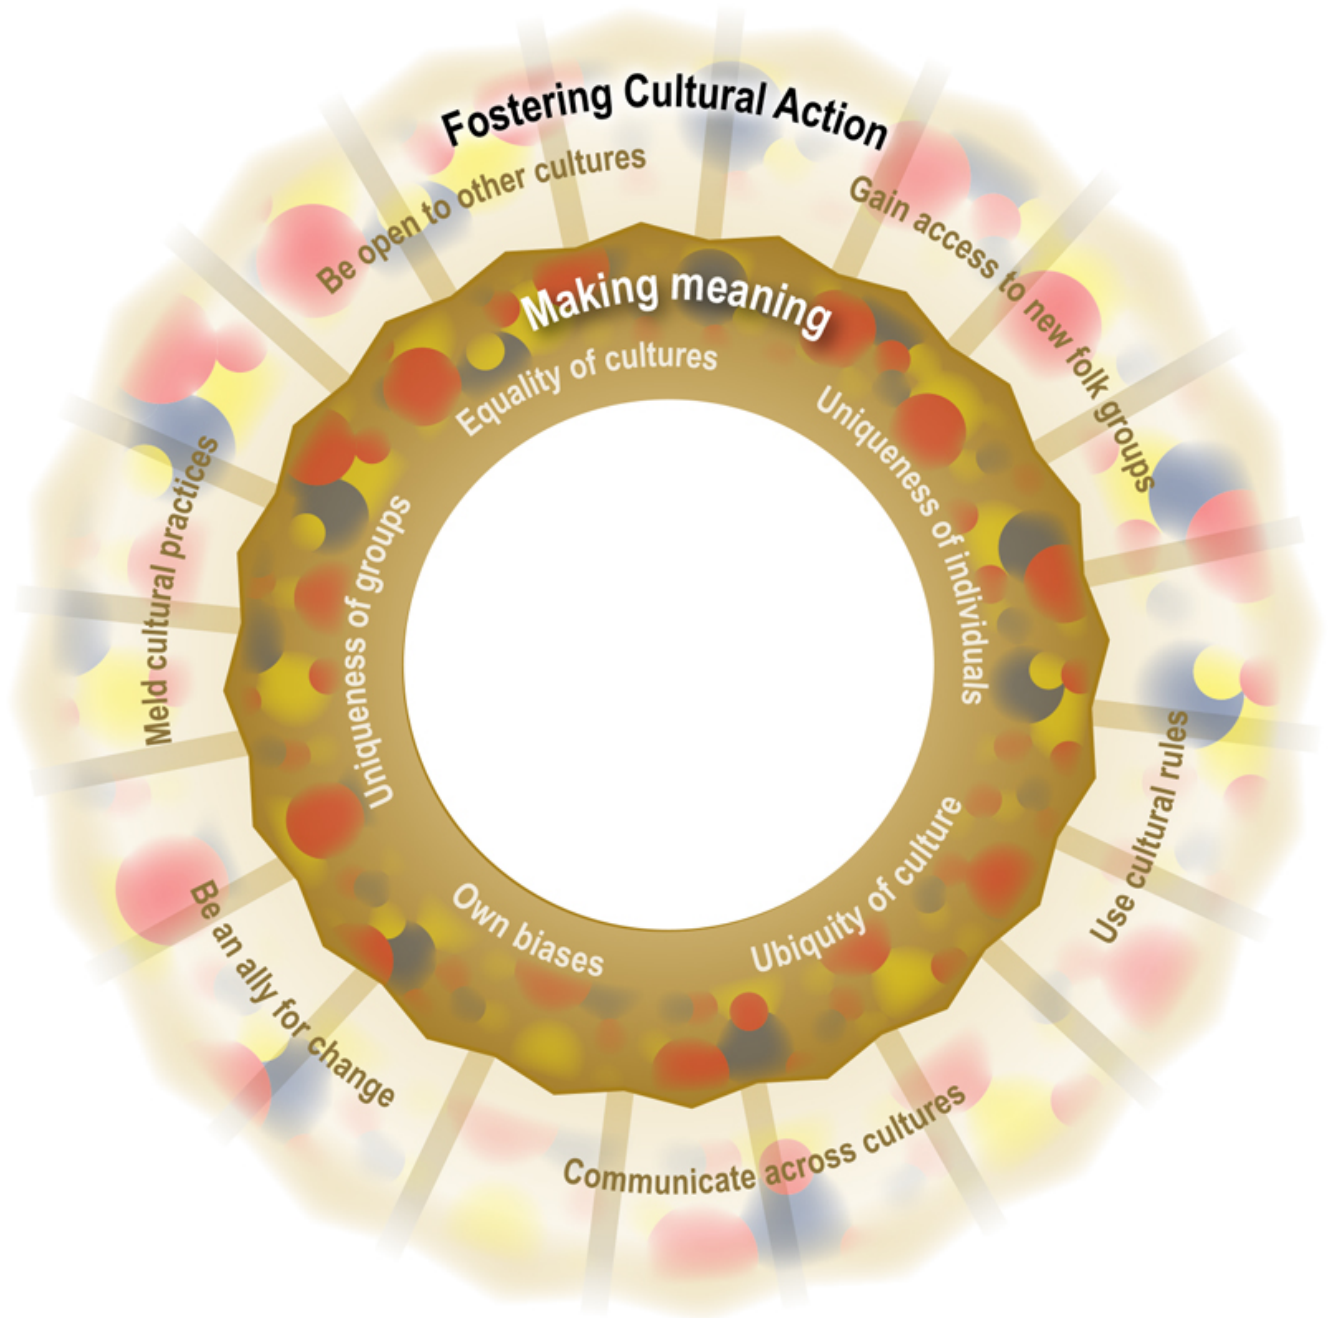 Fostering Cultural Action
Be open to other cultures
Gain access to new folk groups
Use cultural rules
Communicate across cultures
Be an ally for change
Meld cultural practices
Making meaning
Equality of cultures
Uniqueness of individuals
Ubiquity of culture
Own biases
Uniqueness of groups